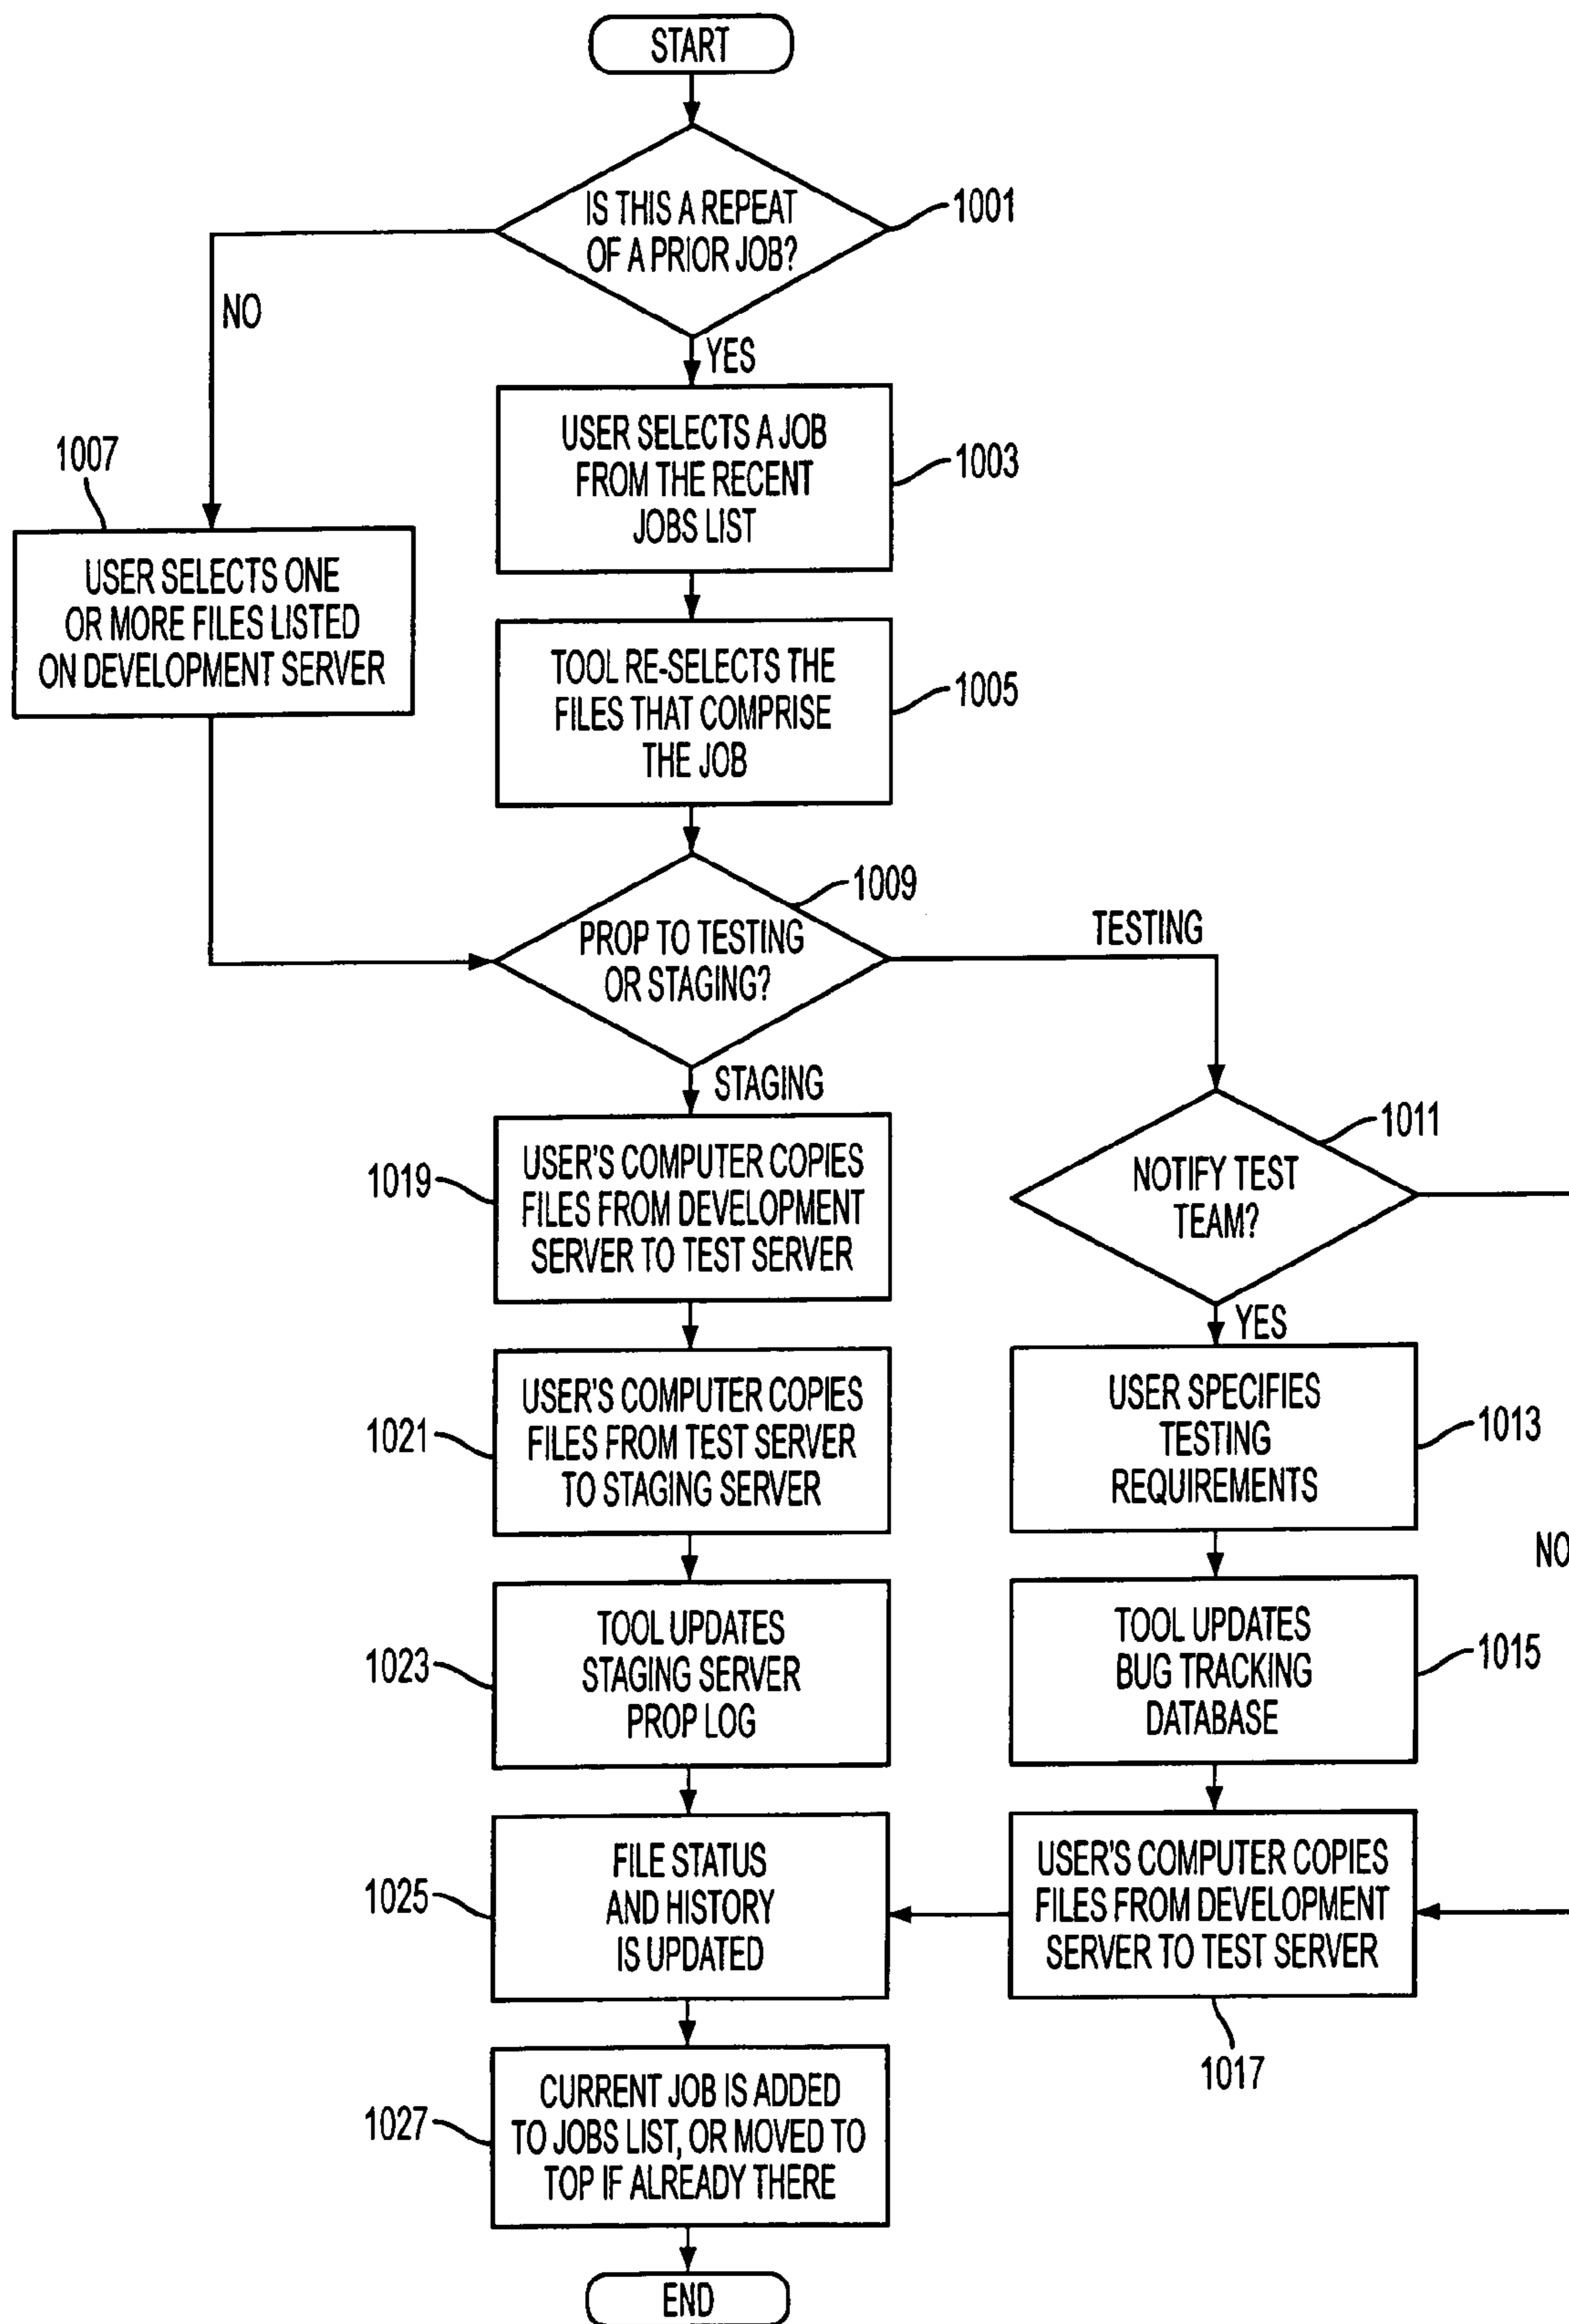 START
IS THIS A REPEAT
OF A PRIOR JOB?
1001
NO
YES
USER SELECTS A JOB
FROM THE RECENT
JOBS LIST
1003
1007
USER SELECTS ONE
OR MORE FILES LISTED
ON DEVELOPMENT SERVER
TOOL RE-SELECTS THE
FILES THAT COMPRISE
THE JOB
1005
1009
PROP TO TESTING
OR STAGING?
TESTING
STAGING
1011
NOTIFY TEST
TEAM?
1019
USER'S COMPUTER COPIES
FILES FROM DEVELOPMENT
SERVER TO TEST SERVER
YES
1021
USER'S COMPUTER COPIES
FILES FROM TEST SERVER
TO STAGING SERVER
USER SPECIFIES
TESTING
REQUIREMENTS
1013
NO
1023
TOOL UPDATES
STAGING SERVER
PROP LOG
TOOL UPDATES
BUG TRACKING
DATABASE
1015
1025
FILE STATUS
AND HISTORY
IS UPDATED
USER'S COMPUTER COPIES
FILES FROM DEVELOPMENT
SERVER TO TEST SERVER
1017
1027
CURRENT JOB IS ADDED
TO JOBS LIST, OR MOVED TO
TOP IF ALREADY THERE
END